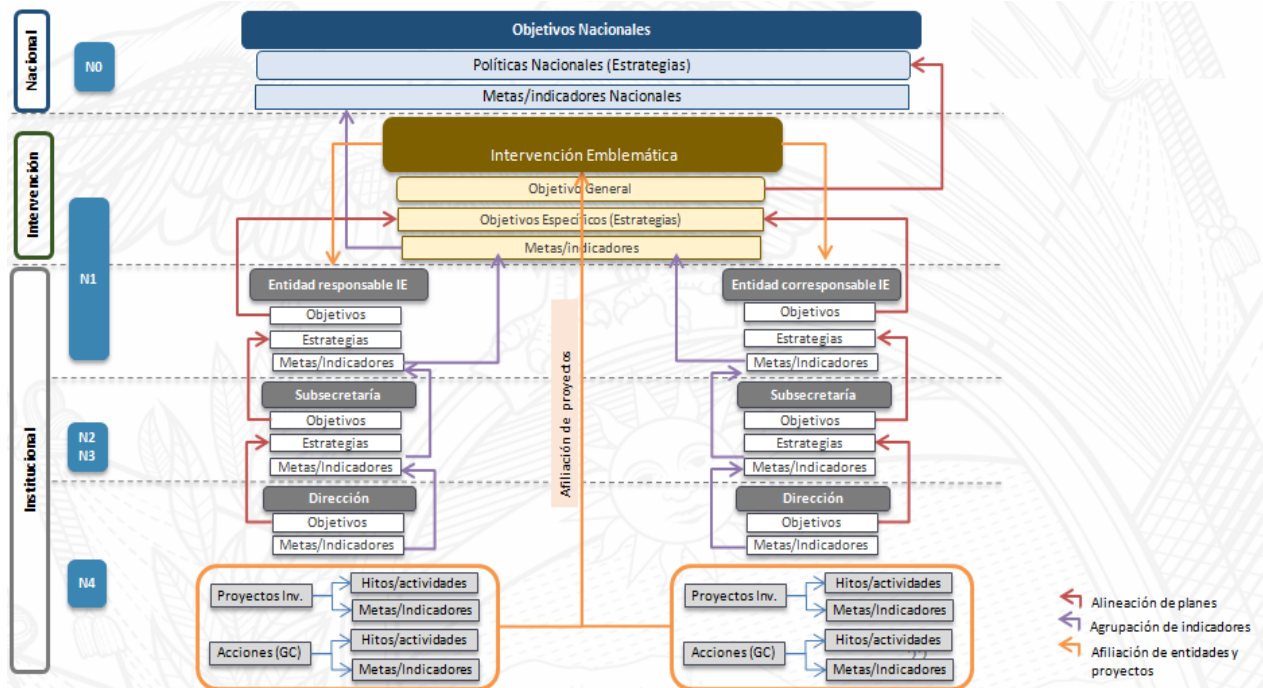 Nacional
N0
Objetivos Nacionales
Políticas Nacionales (Estrategias)
Metas/indicadores Nacionales
Intervención
Intervención Emblemática
Objetivo General
Objetivos Específicos (Estrategias)
Metas/indicadores
Institucional
N1
Entidad responsable IE
Objetivos
Estrategias
Metas/Indicadores
Entidad corresponsable IE
Objetivos
Estrategias
Metas/Indicadores
Afiliación de proyectos
N2
N3
Subsecretaría
Objetivos
Estrategias
Metas/Indicadores
Subsecretaría
Objetivos
Estrategias
Metas/Indicadores
Dirección
Objetivos
Metas/Indicadores
Dirección
Objetivos
Metas/Indicadores
N4
Proyectos Inv.
Hitos/actividades
Metas/Indicadores
Acciones (GC)
Hitos/actividades
Metas/Indicadores
Proyectos Inv.
Hitos/actividades
Metas/Indicadores
Acciones (GC)
Hitos/actividades
Metas/Indicadores
Alineación de planes
Agrupación de indicadores
Afiliación de entidades y
proyectos